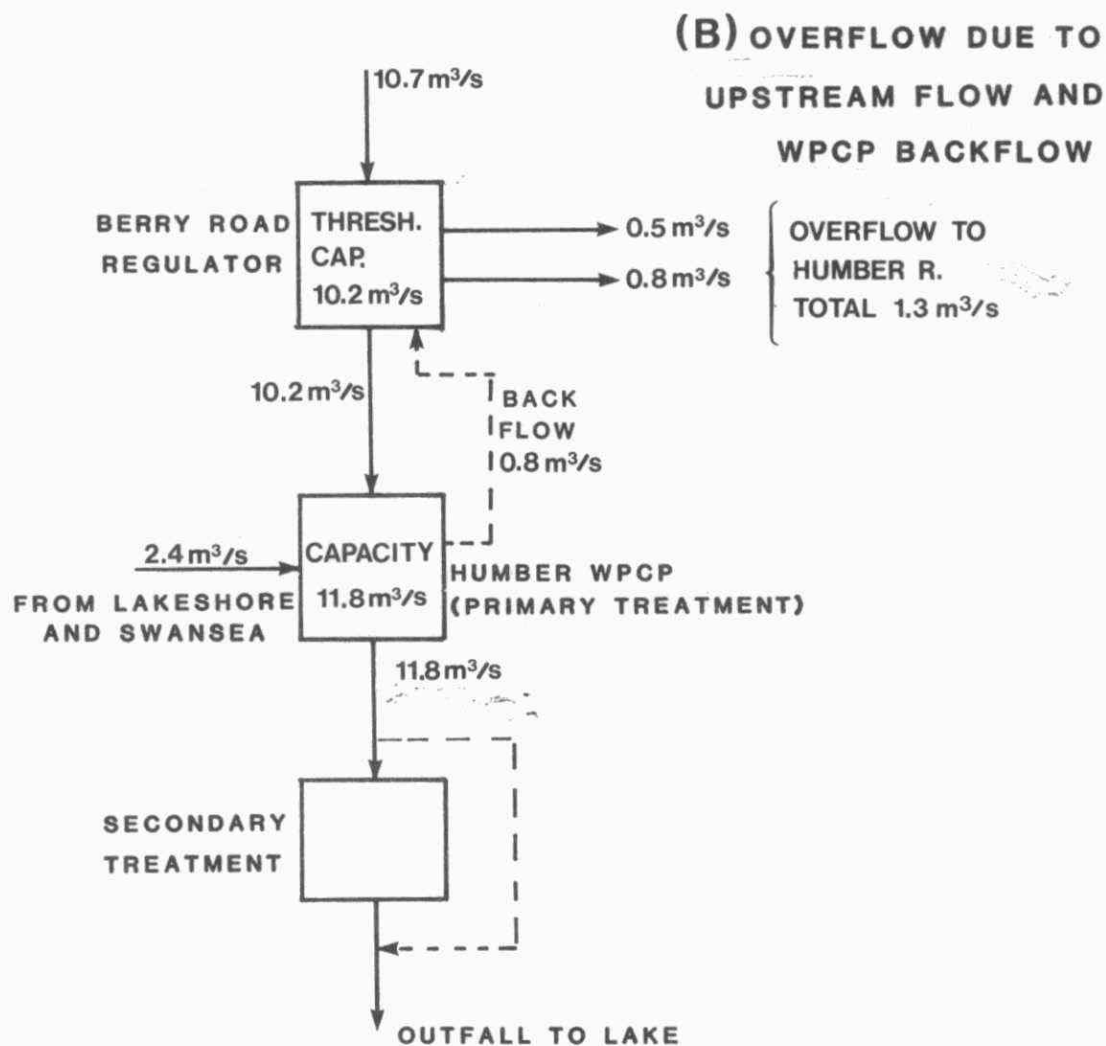 (B) OVERFLOW DUE TO
UPSTREAM FLOW AND
WPCP BACKFLOW
10.7 m³/s
BERRY ROAD
REGULATOR
THRESH.
CAP.
10.2 m³/s
0.5 m³/s
0.8 m³/s
OVERFLOW TO
HUMBER R.
TOTAL 1.3 m³/s
10.2 m³/s
BACK
FLOW
0.8 m³/s
2.4 m³/s
FROM LAKESHORE
AND SWANSEA
CAPACITY
11.8 m³/s
HUMBER WPCP
(PRIMARY TREATMENT)
11.8 m³/s
SECONDARY
TREATMENT
OUTFALL TO LAKE